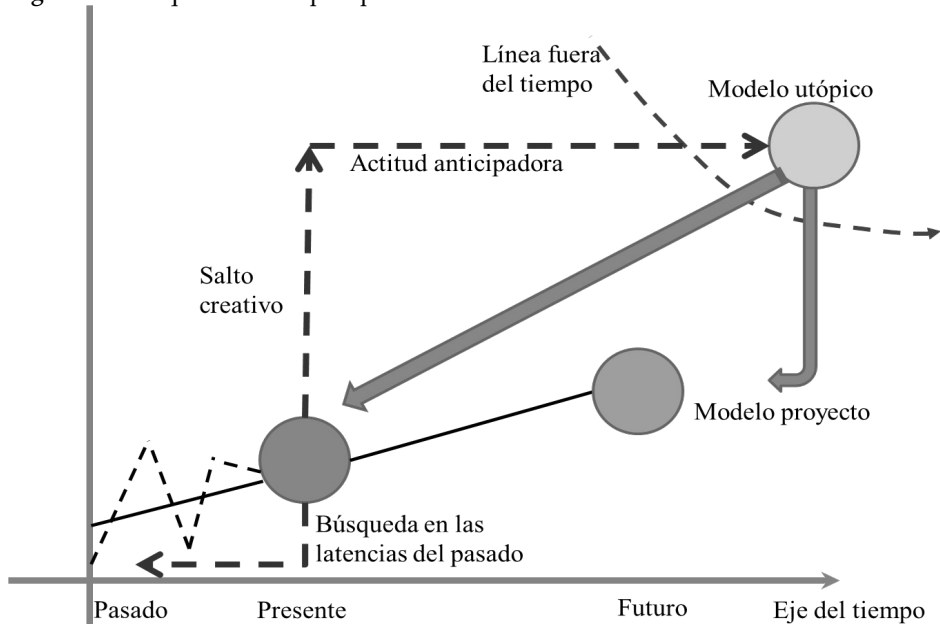 Línea fuera
del tiempo
Modelo utópico
Actitud anticipadora
Salto
creativo
Modelo proyecto
Búsqueda en las
latencias del pasado
Pasado
Presente
Futuro
Eje del tiempo